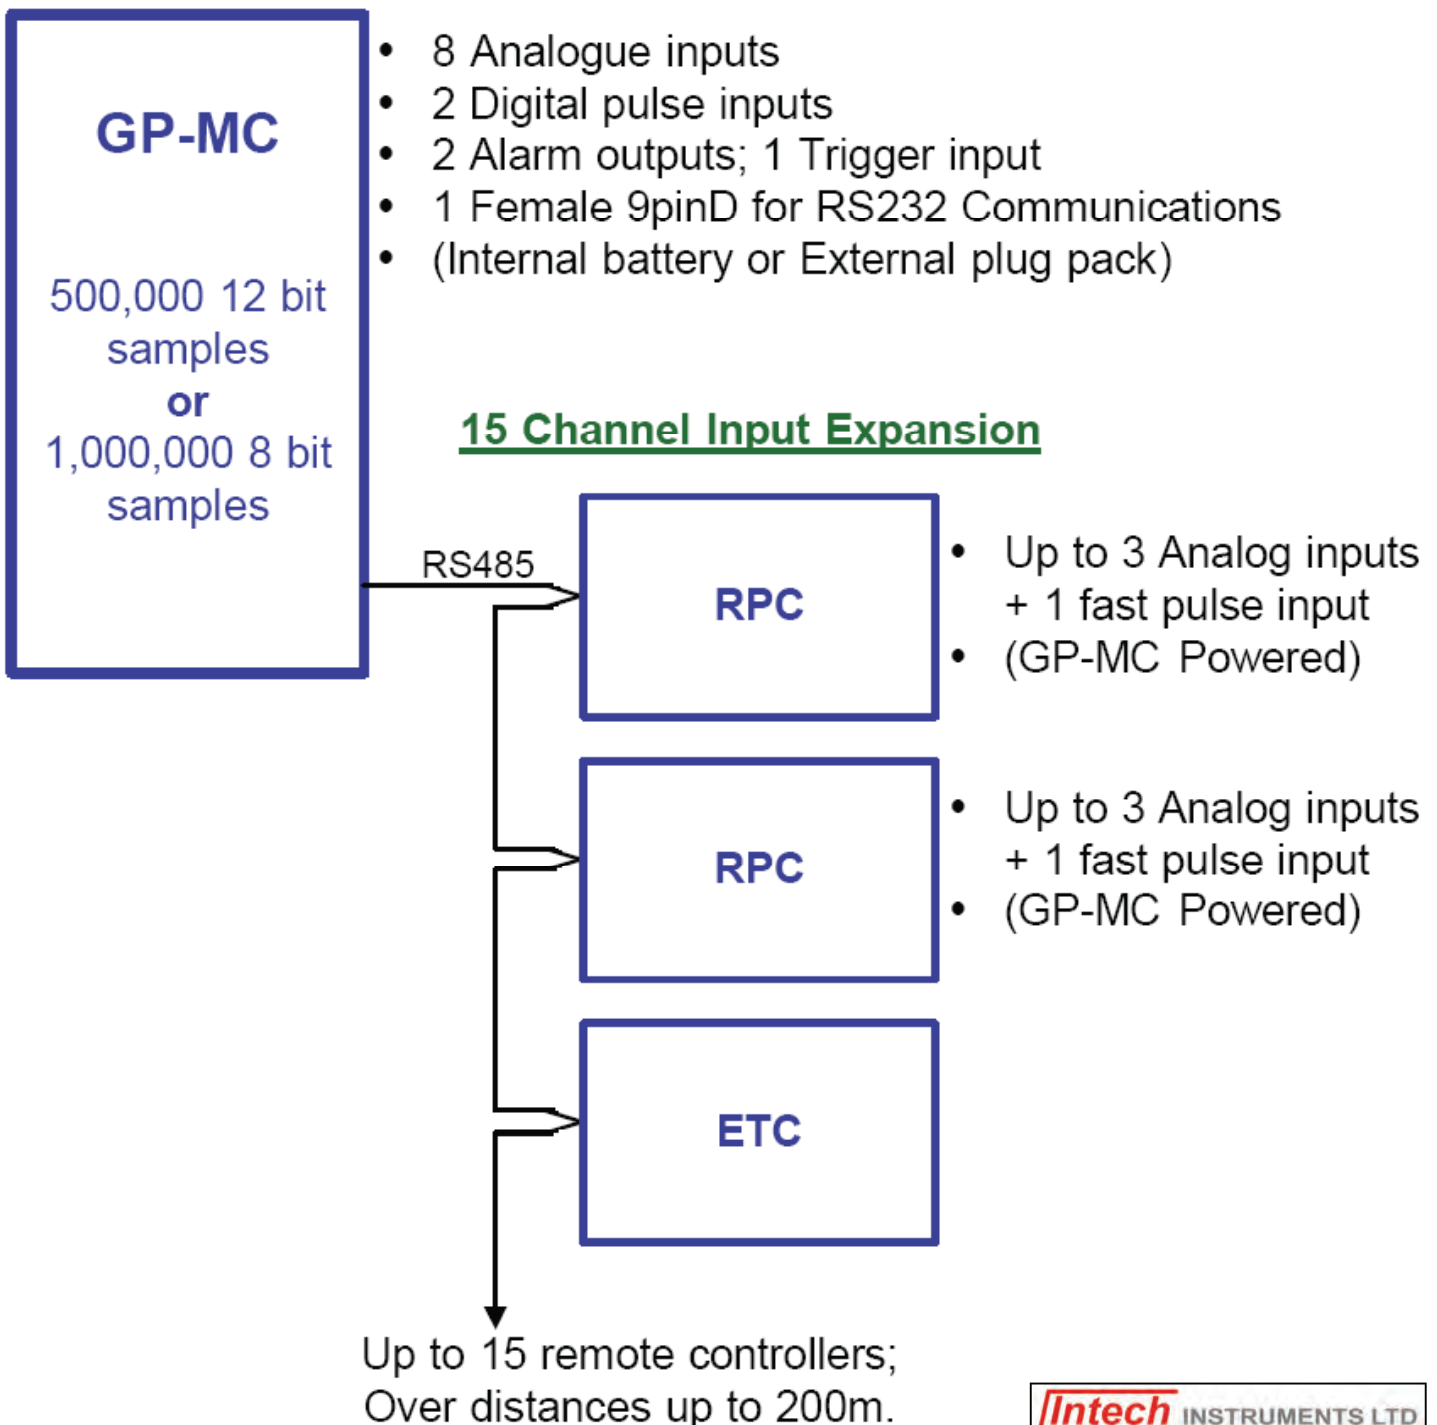 GP-MC
500,000 12 bit
samples
or
1,000,000 8 bit
samples
• 8 Analogue inputs
• 2 Digital pulse inputs
• 2 Alarm outputs; 1 Trigger input
• 1 Female 9pinD for RS232 Communications
• (Internal battery or External plug pack)
15 Channel Input Expansion
RS485
RPC
• Up to 3 Analog inputs
+ 1 fast pulse input
• (GP-MC Powered)
RPC
• Up to 3 Analog inputs
+ 1 fast pulse input
• (GP-MC Powered)
ETC
Up to 15 remote controllers;
Over distances up to 200m.
Intech INSTRUMENTS LTD